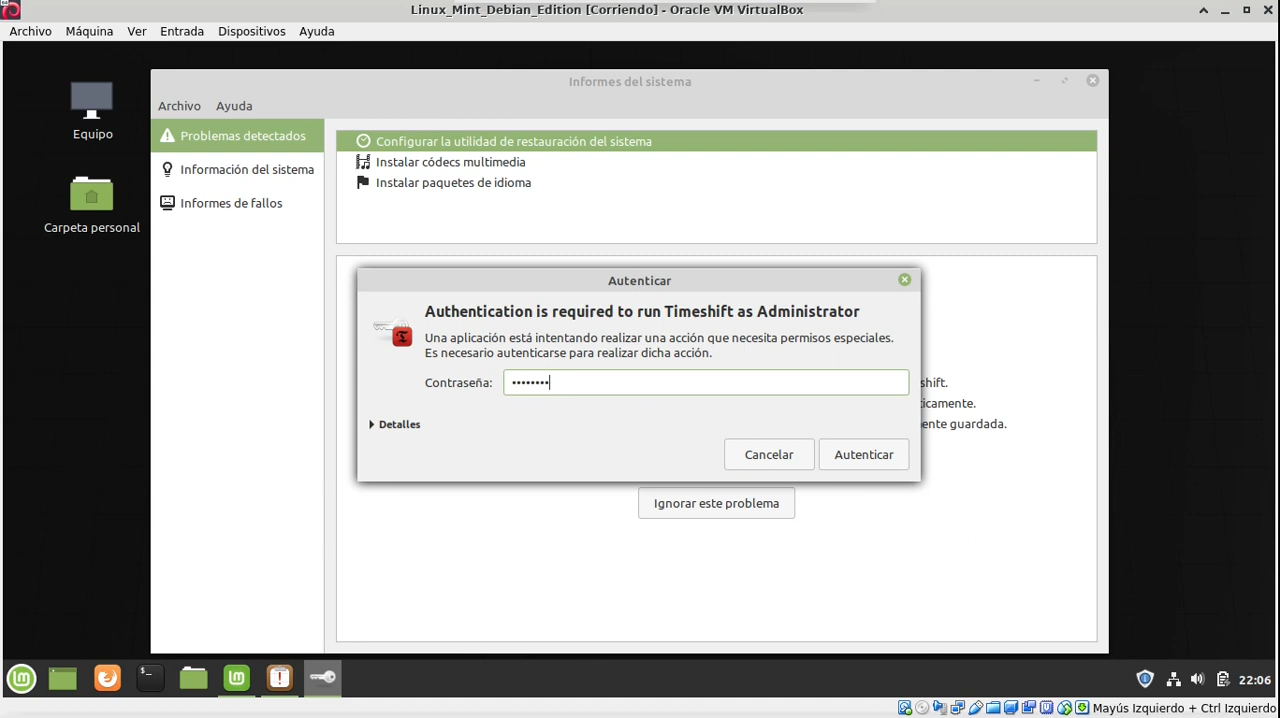 Linux_Mint_Debian_Edition [Corriendo] - Oracle VM VirtualBox
Archivo Máquina Ver Entrada Dispositivos Ayuda
Equipo
Carpeta personal
Informes del sistema
Archivo Ayuda
Problemas detectados
Información del sistema
Informes de fallos
Configurar la utilidad de restauración del sistema
Instalar códecs multimedia
Instalar paquetes de idioma
Autenticar
Authentication is required to run Timeshift as Administrator
Una aplicación está intentando realizar una acción que necesita permisos especiales.
Es necesario autenticarse para realizar dicha acción.
Contraseña: ••••••••
Detalles
Cancelar Autenticar
shift.
icamente.
ente guardada.
Ignorar este problema
22:06
Mayús Izquierdo + Ctrl Izquierdo